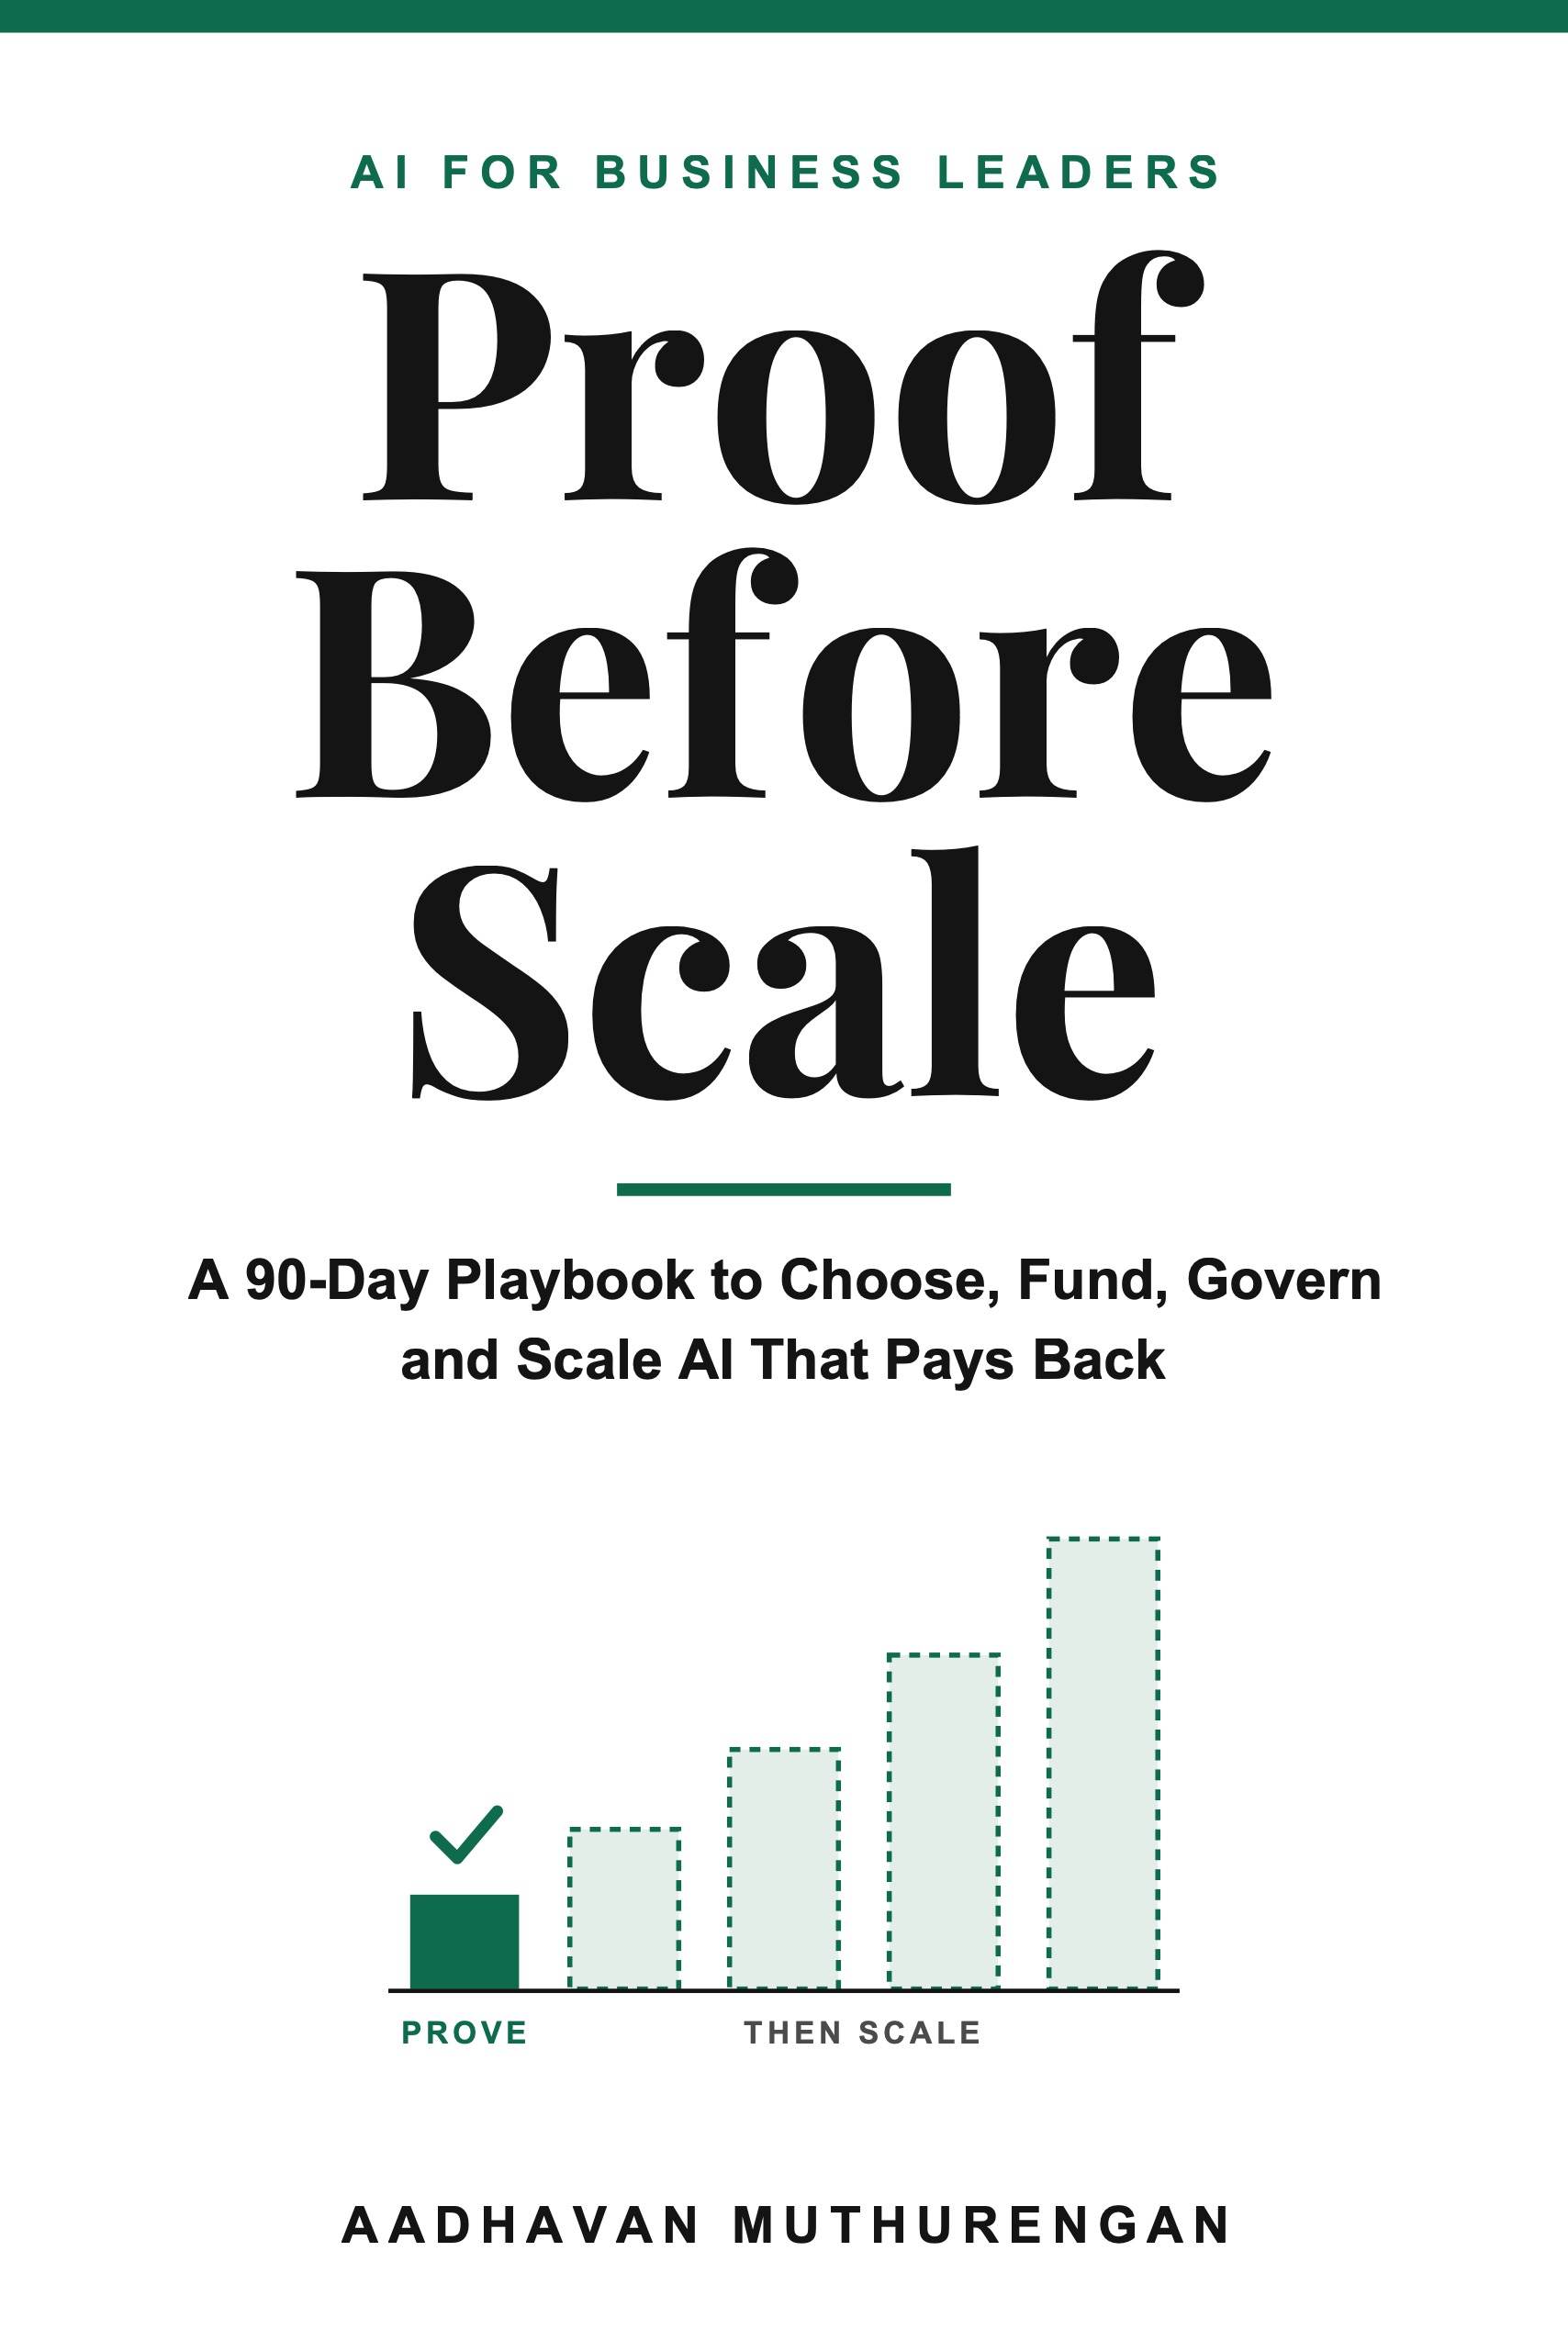 AI FOR BUSINESS LEADERS
Proof
Before
Scale
A 90-Day Playbook to Choose, Fund, Govern
and Scale AI That Pays Back
PROVE
THEN SCALE
AADHAVAN MUTHURENGAN